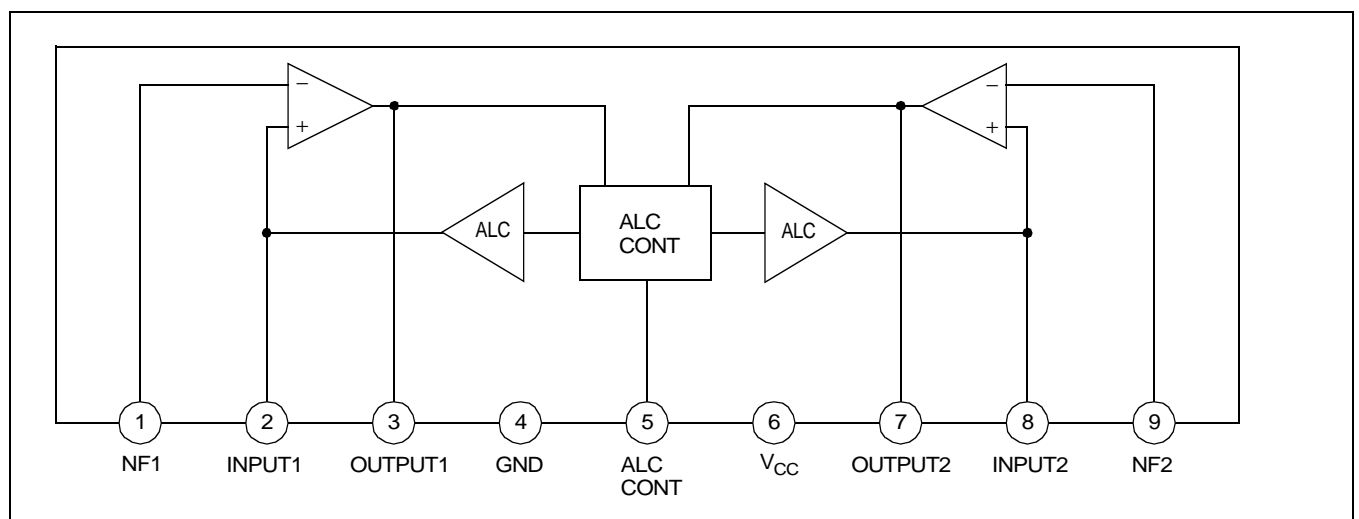 −
+
−
+
ALC
ALC
CONT
ALC
1
2
3
4
5
6
7
8
9
NF1
INPUT1
OUTPUT1
GND
ALC
CONT
VCC
OUTPUT2
INPUT2
NF2